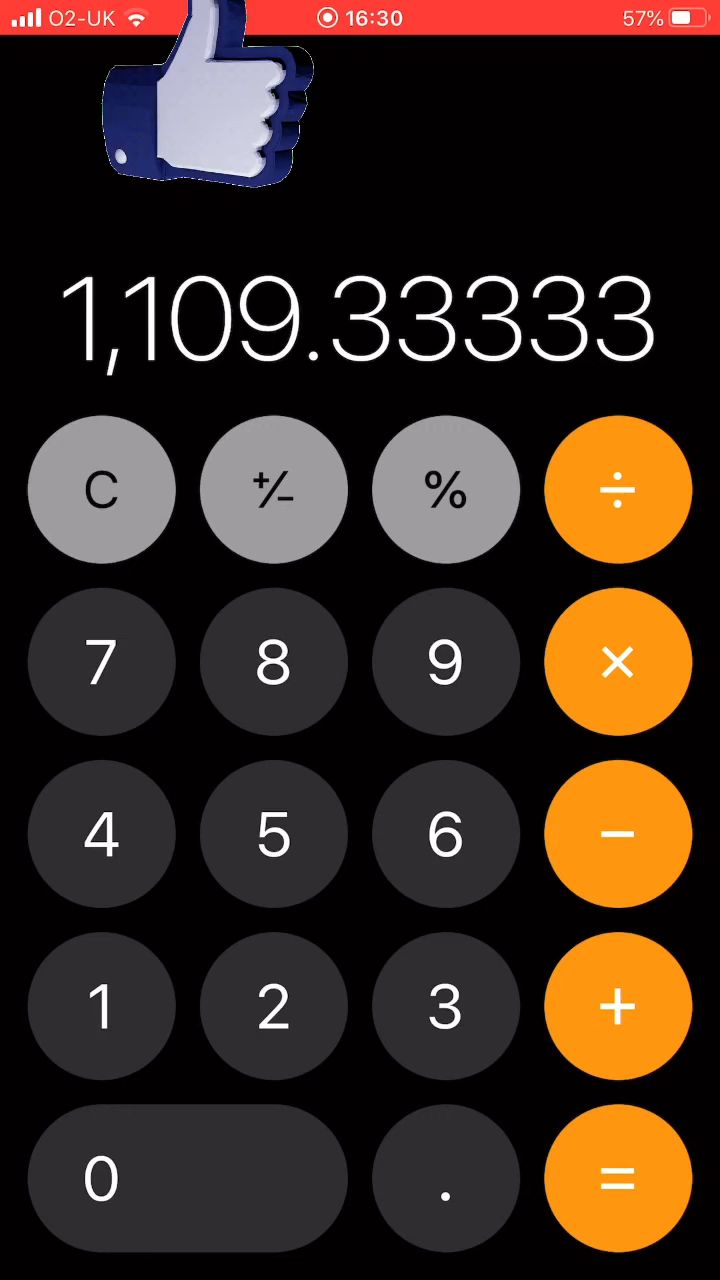 O2-UK 16:30 57%
1,109.33333
C +/- % ÷
7 8 9 ×
4 5 6 −
1 2 3 +
0 . =